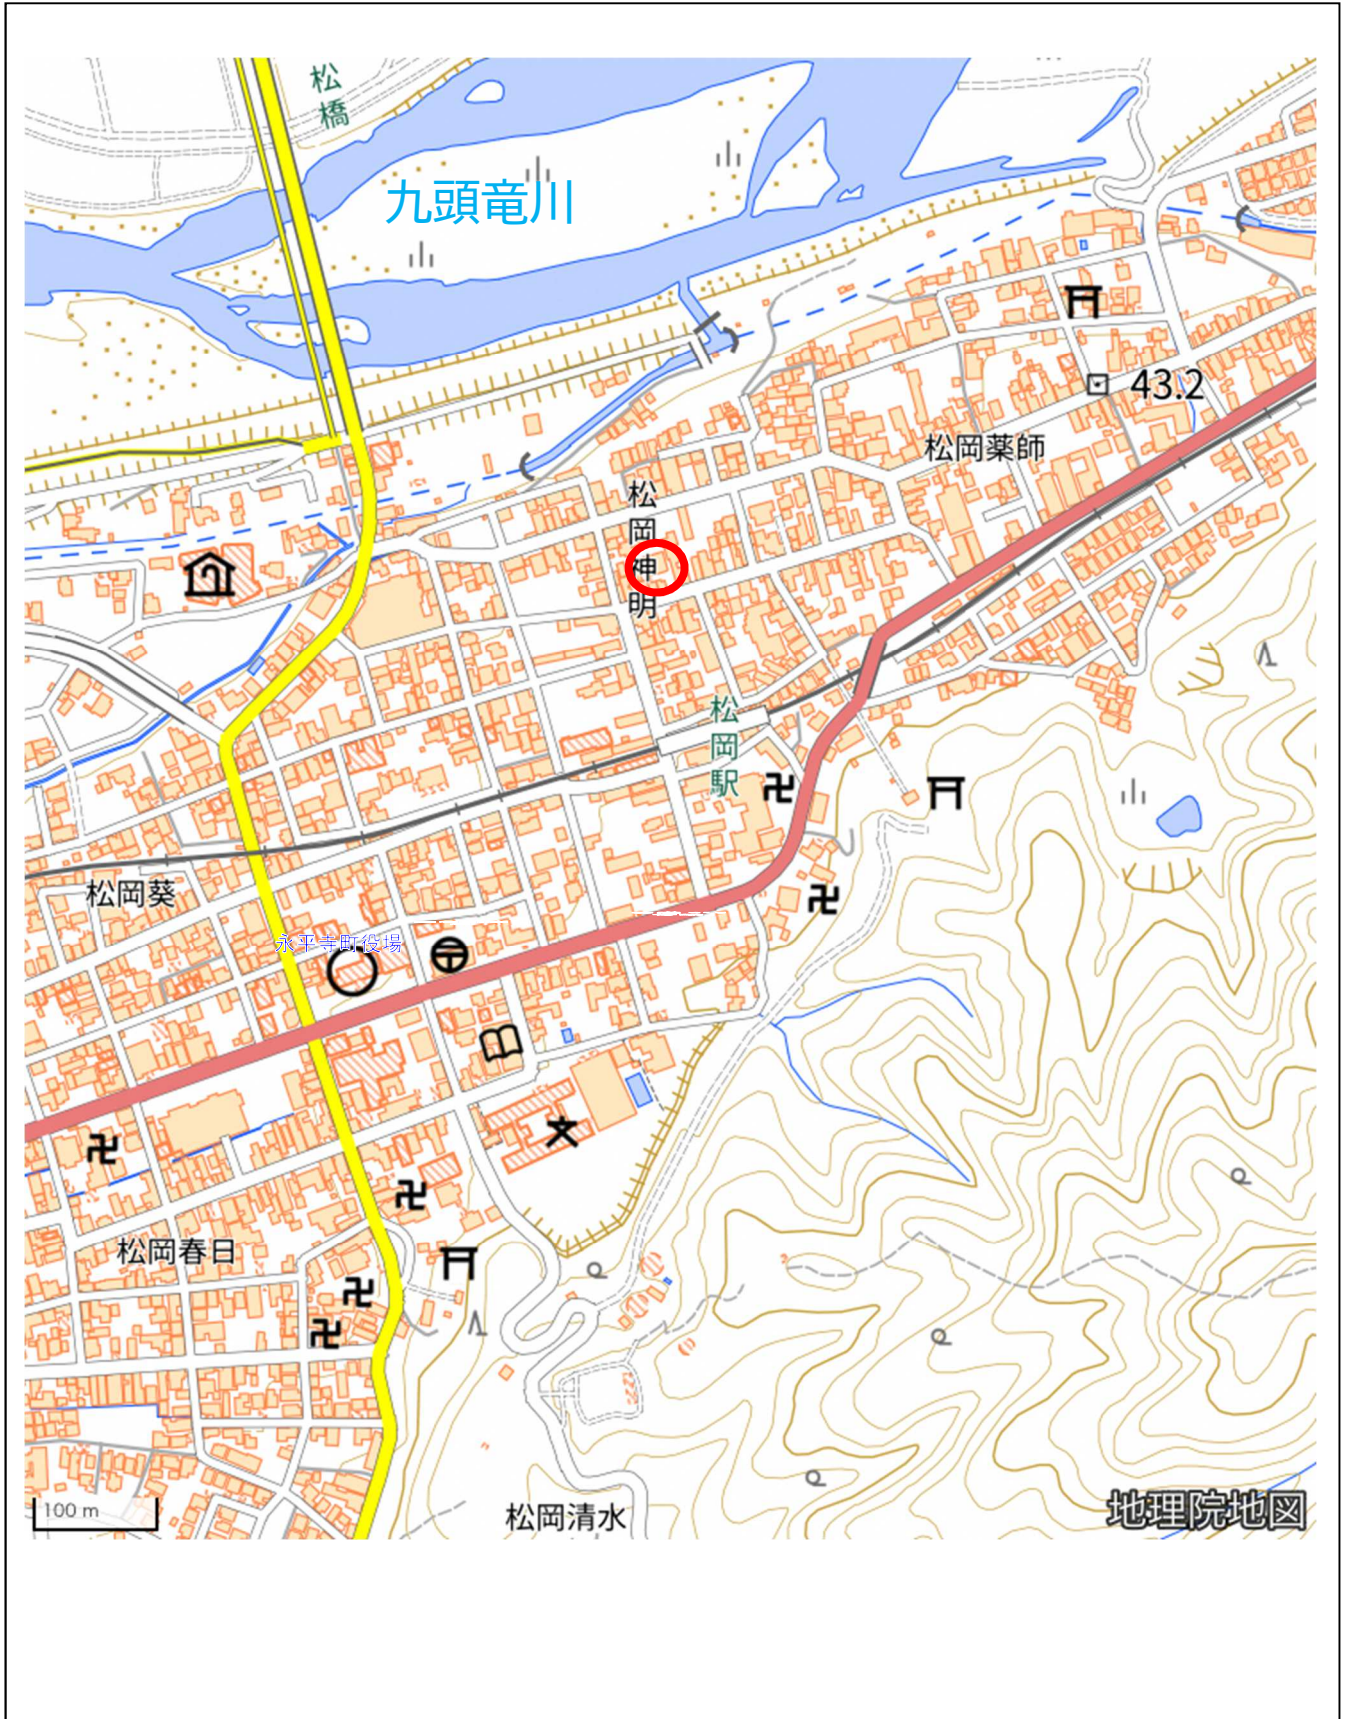 松橋
九頭竜川
43.2
松岡薬師
松岡神明
松岡駅
松岡葵
永平寺町役場
松岡春日
100 m
松岡清水
地理院地図